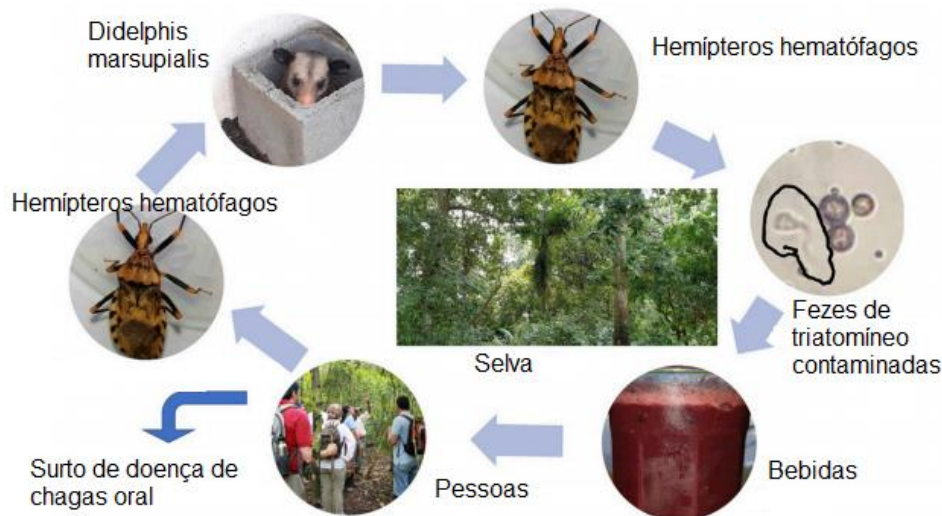 Didelphis
marsupialis
Hemípteros hematófagos
Hemípteros hematófagos
Fezes de
triatomíneo
contaminadas
Selva
Bebidas
Pessoas
Surto de doença de
chagas oral